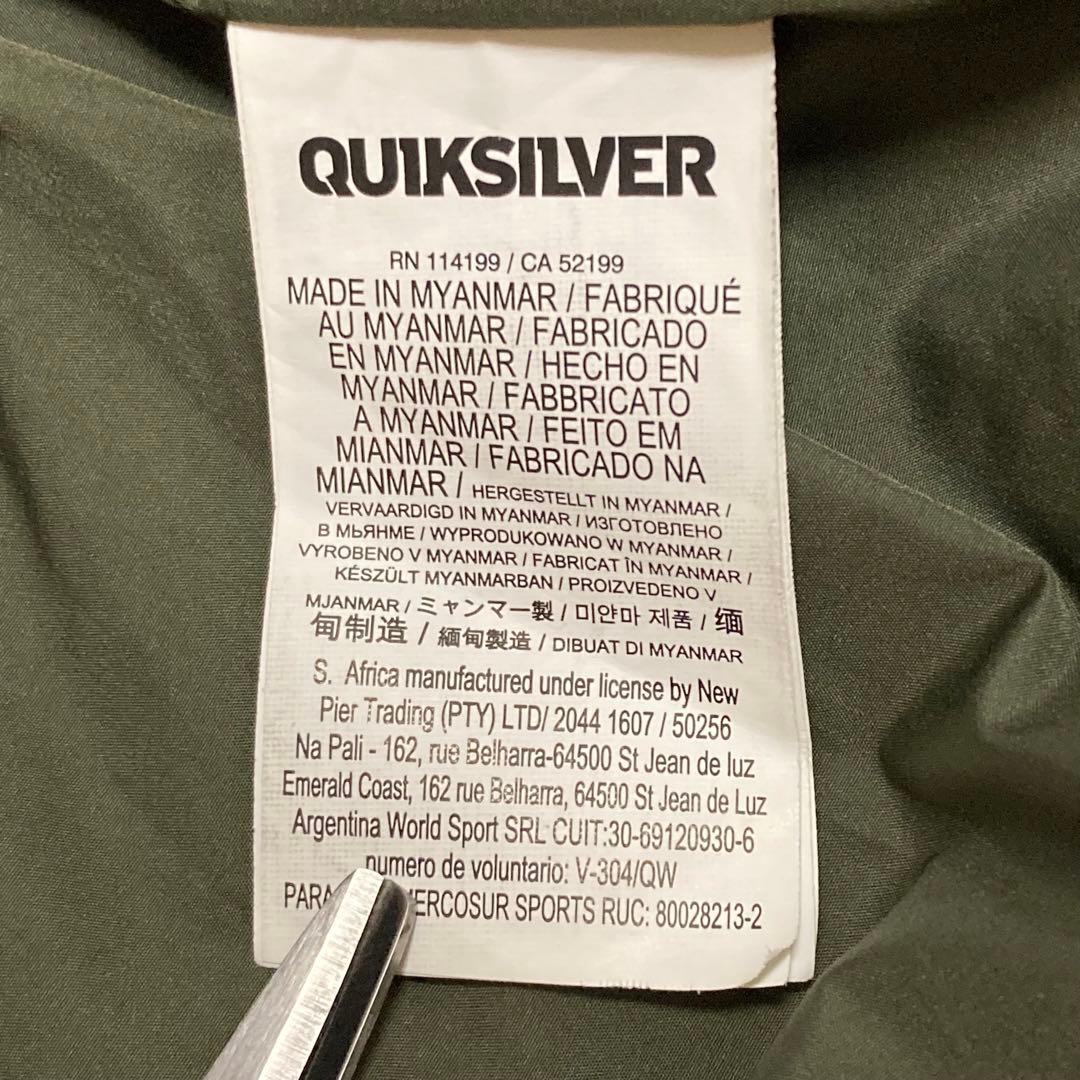 QUIKSILVER
RN 114199 / CA 52199
MADE IN MYANMAR / FABRIQUÉ
AU MYANMAR / FABRICADO
EN MYANMAR / HECHO EN
MYANMAR / FABBRICATO
A MYANMAR / FEITO EM
MIANMAR / FABRICADO NA
MIANMAR / HERGESTELLT IN MYANMAR /
VERVAARDIGD IN MYANMAR / ИЗГОТОВЛЕНО
В МЬЯНМЕ / WYPRODUKOWANO W MYANMAR /
VYROBENO V MYANMAR / FABRICAT ÎN MYANMAR /
KÉSZÜLT MYANMARBAN / PROIZVEDENO V
MJANMAR / ミャンマー製 / 미얀마 제품 / 缅
甸制造 / 緬甸製造 / DIBUAT DI MYANMAR
S. Africa manufactured under license by New
Pier Trading (PTY) LTD/ 2044 1607 / 50256
Na Pali - 162, rue Belharra-64500 St Jean de luz
Emerald Coast, 162 rue Belharra, 64500 St Jean de Luz
Argentina World Sport SRL CUIT:30-69120930-6
numero de voluntario: V-304/QW
SPORTS RUC: 80028213-2